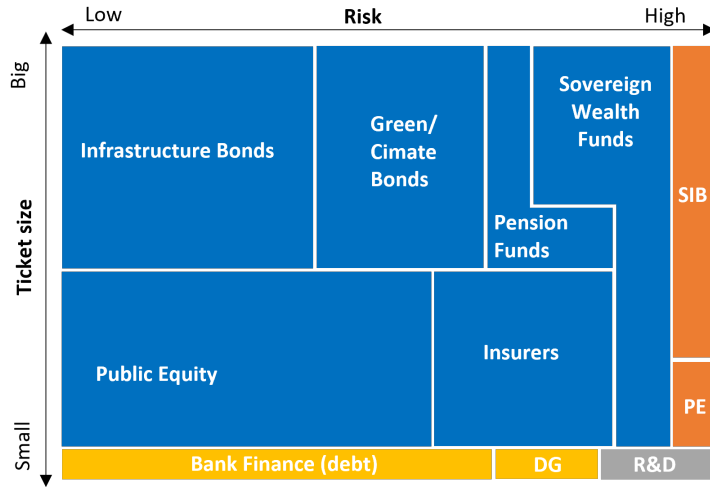 Low
Risk
High
Big
Ticket size
Small
Infrastructure Bonds
Green/
Cimate
Bonds
Sovereign
Wealth
Funds
Pension
Funds
SIB
Public Equity
Insurers
PE
Bank Finance (debt)
DG
R&D